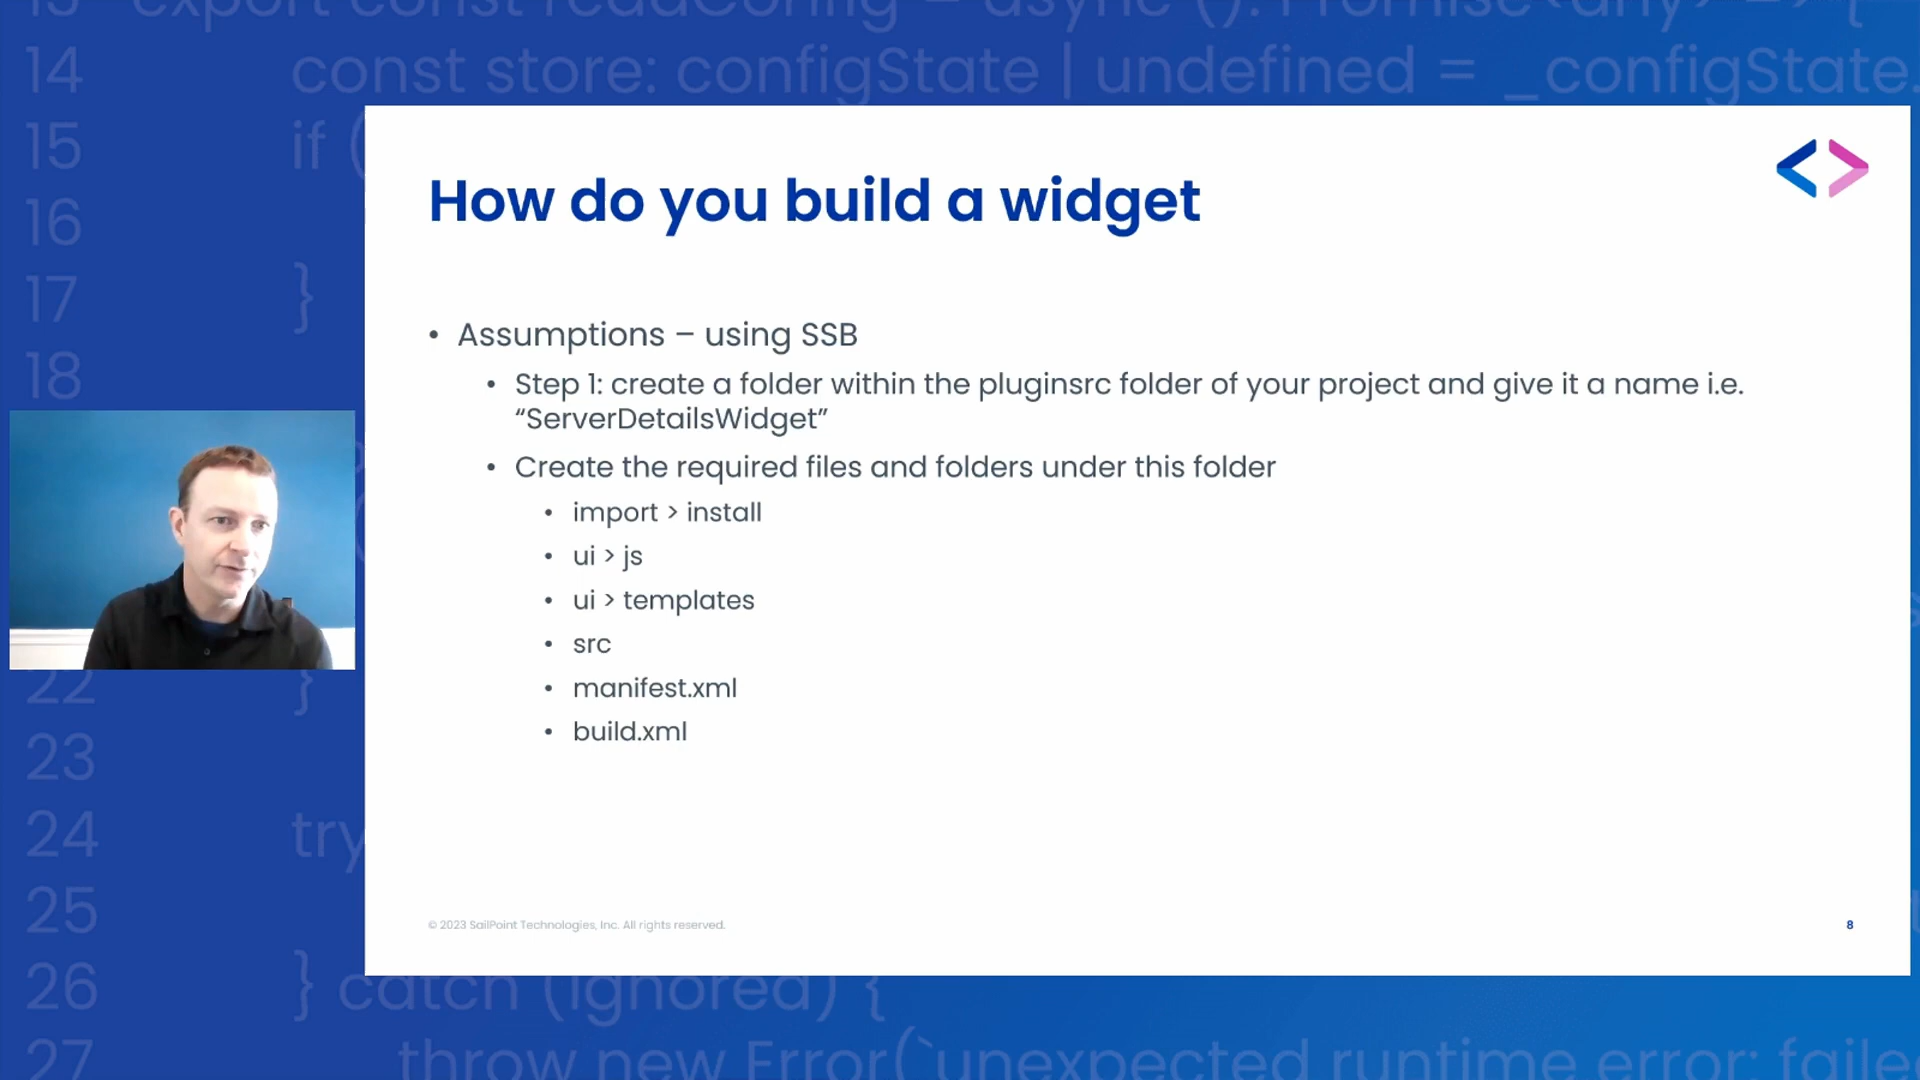 13 export const readConfig = async (): Promise<any> => {
14 const store: configState | undefined = _configState.
15 if (
16
17 }
18
22 }
23
24 try
25
26 } catch (ignored) {
27 throw new Error(`unexpected runtime error: faile
How do you build a widget
• Assumptions – using SSB
• Step 1: create a folder within the pluginsrc folder of your project and give it a name i.e.
“ServerDetailsWidget”
• Create the required files and folders under this folder
• import > install
• ui > js
• ui > templates
• src
• manifest.xml
• build.xml
© 2023 SailPoint Technologies, Inc. All rights reserved.
8